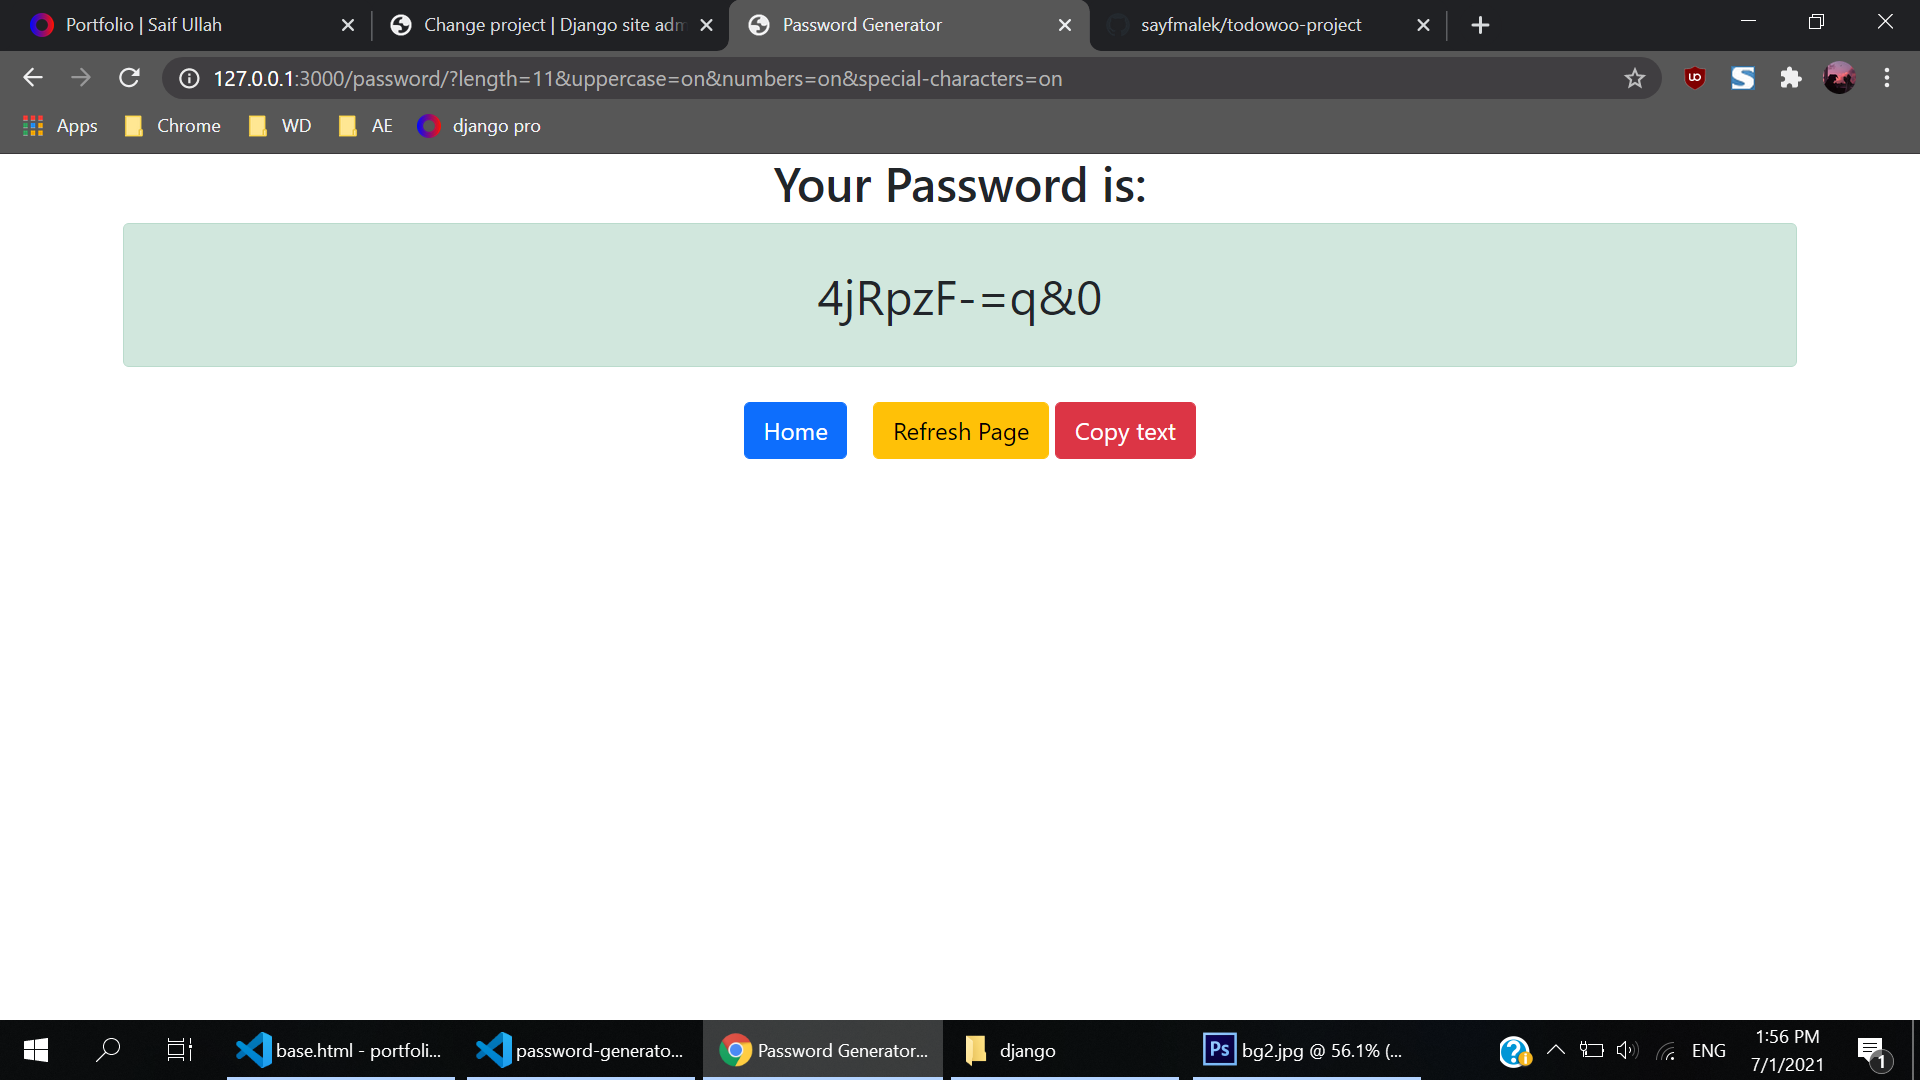 Portfolio | Saif Ullah
Change project | Django site adm
Password Generator
sayfmalek/todowoo-project
127.0.0.1:3000/password/?length=11&uppercase=on&numbers=on&special-characters=on
Apps
Chrome
WD
AE
django pro
Your Password is:
4jRpzF-=q&0
Home
Refresh Page
Copy text
base.html - portfoli...
password-generato...
Password Generator...
django
Ps
bg2.jpg @ 56.1% (...
ENG
1:56 PM
7/1/2021
1